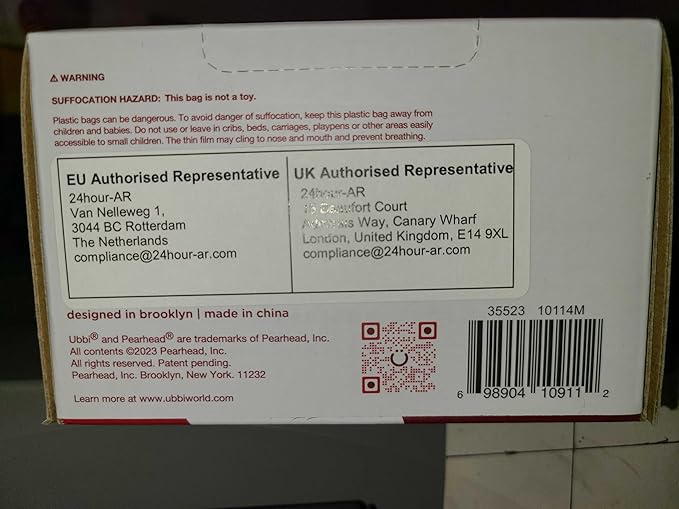 ⚠ WARNING
SUFFOCATION HAZARD: This bag is not a toy.
Plastic bags can be dangerous. To avoid danger of suffocation, keep this plastic bag away from
children and babies. Do not use or leave in cribs, beds, carriages, playpens or other areas easily
accessible to small children. The thin film may cling to nose and mouth and prevent breathing.
EU Authorised Representative
24hour-AR
Van Nelleweg 1,
3044 BC Rotterdam
The Netherlands
compliance@24hour-ar.com
UK Authorised Representative
24hour-AR
Beaufort Court
Way, Canary Wharf
London, United Kingdom, E14 9XL
compliance@24hour-ar.com
designed in brooklyn | made in china
Ubbi® and Pearhead® are trademarks of Pearhead, Inc.
All contents ©2023 Pearhead, Inc.
All rights reserved. Patent pending.
Pearhead, Inc. Brooklyn, New York. 11232
Learn more at www.ubbiworld.com
35523 10114M
6 98904 10911 2